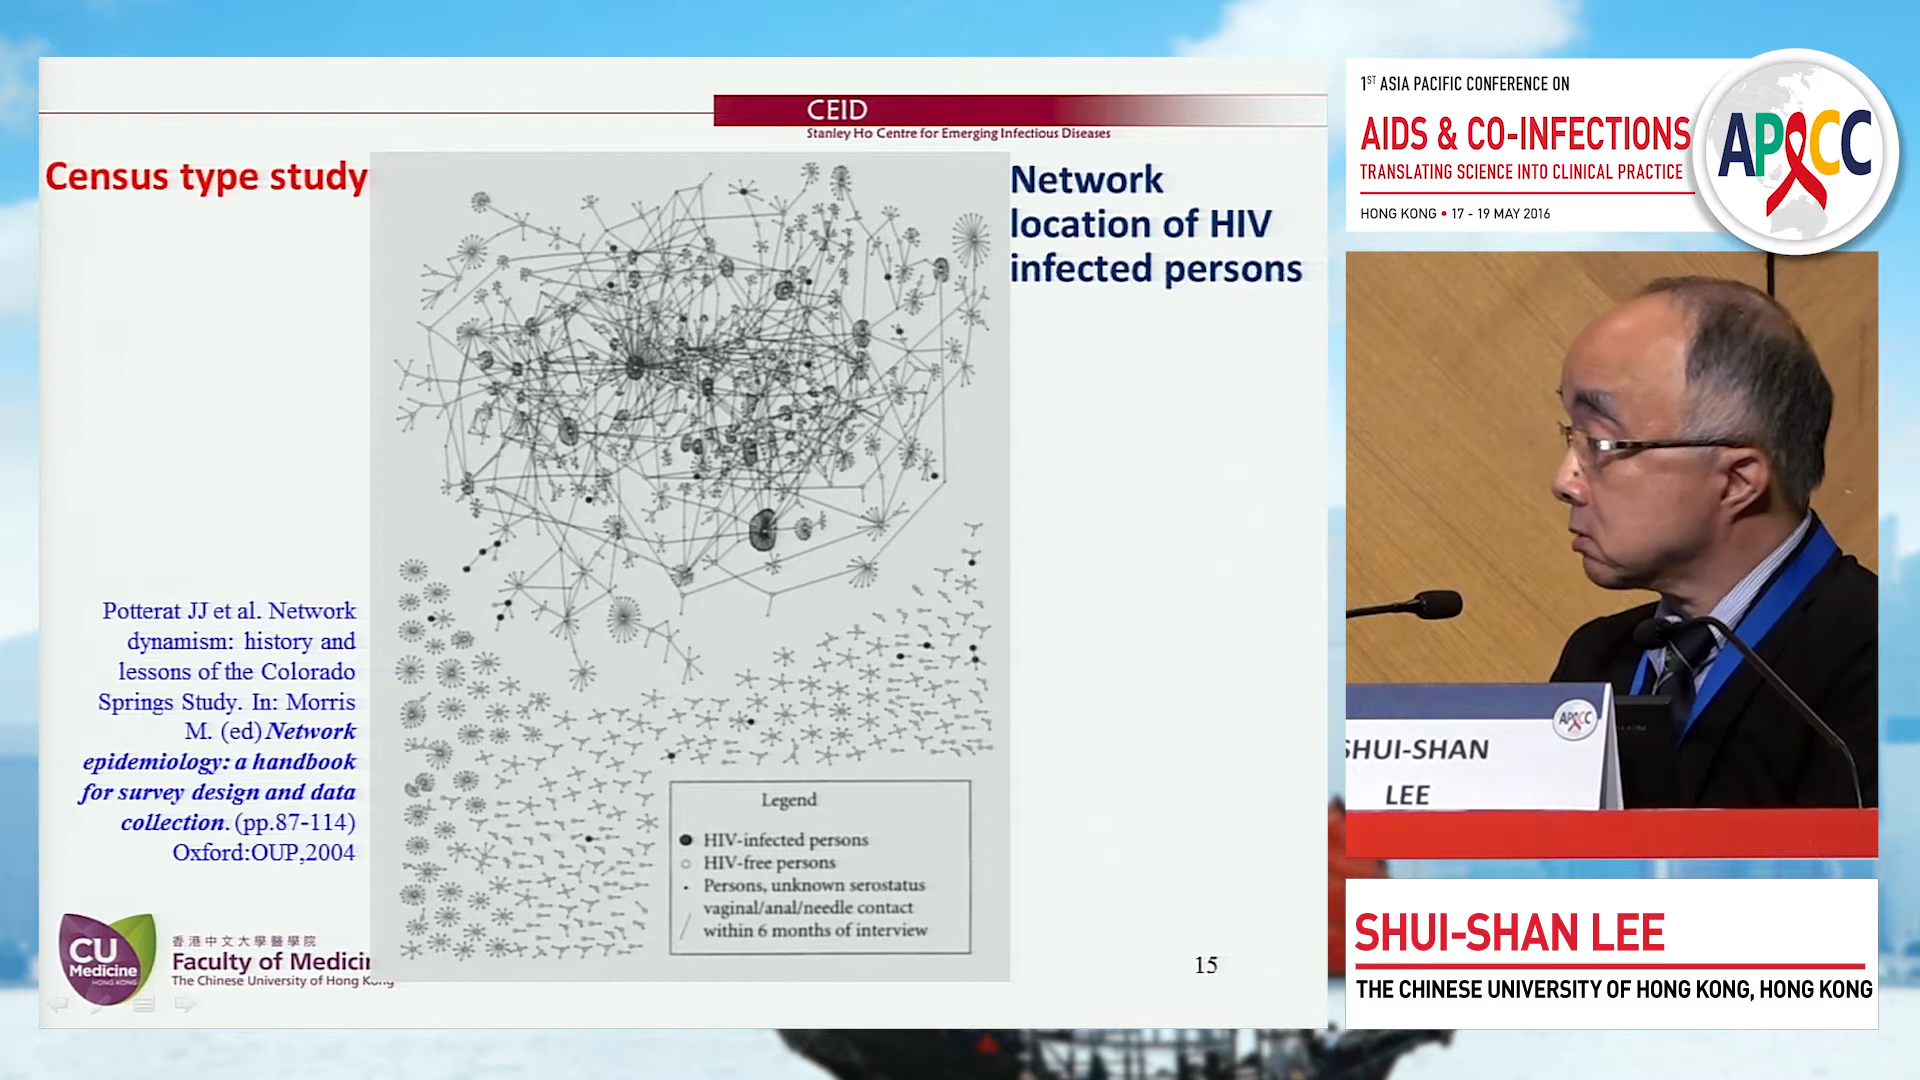 CEID
Stanley Ho Centre for Emerging Infectious Diseases
Census type study
Network
location of HIV
infected persons
Potterat JJ et al. Network
dynamism: history and
lessons of the Colorado
Springs Study. In: Morris
M. (ed) Network
epidemiology: a handbook
for survey design and data
collection. (pp.87-114)
Oxford:OUP,2004
Legend
HIV-infected persons
HIV-free persons
Persons, unknown serostatus
vaginal/anal/needle contact
within 6 months of interview
CU
Medicine
HONG KONG
香港中文大學醫學院
Faculty of Medicin
The Chinese University of Hong Kong
15
1ST ASIA PACIFIC CONFERENCE ON
AIDS & CO-INFECTIONS
TRANSLATING SCIENCE INTO CLINICAL PRACTICE
HONG KONG • 17 - 19 MAY 2016
APCC
APCC
SHUI-SHAN
LEE
SHUI-SHAN LEE
THE CHINESE UNIVERSITY OF HONG KONG, HONG KONG